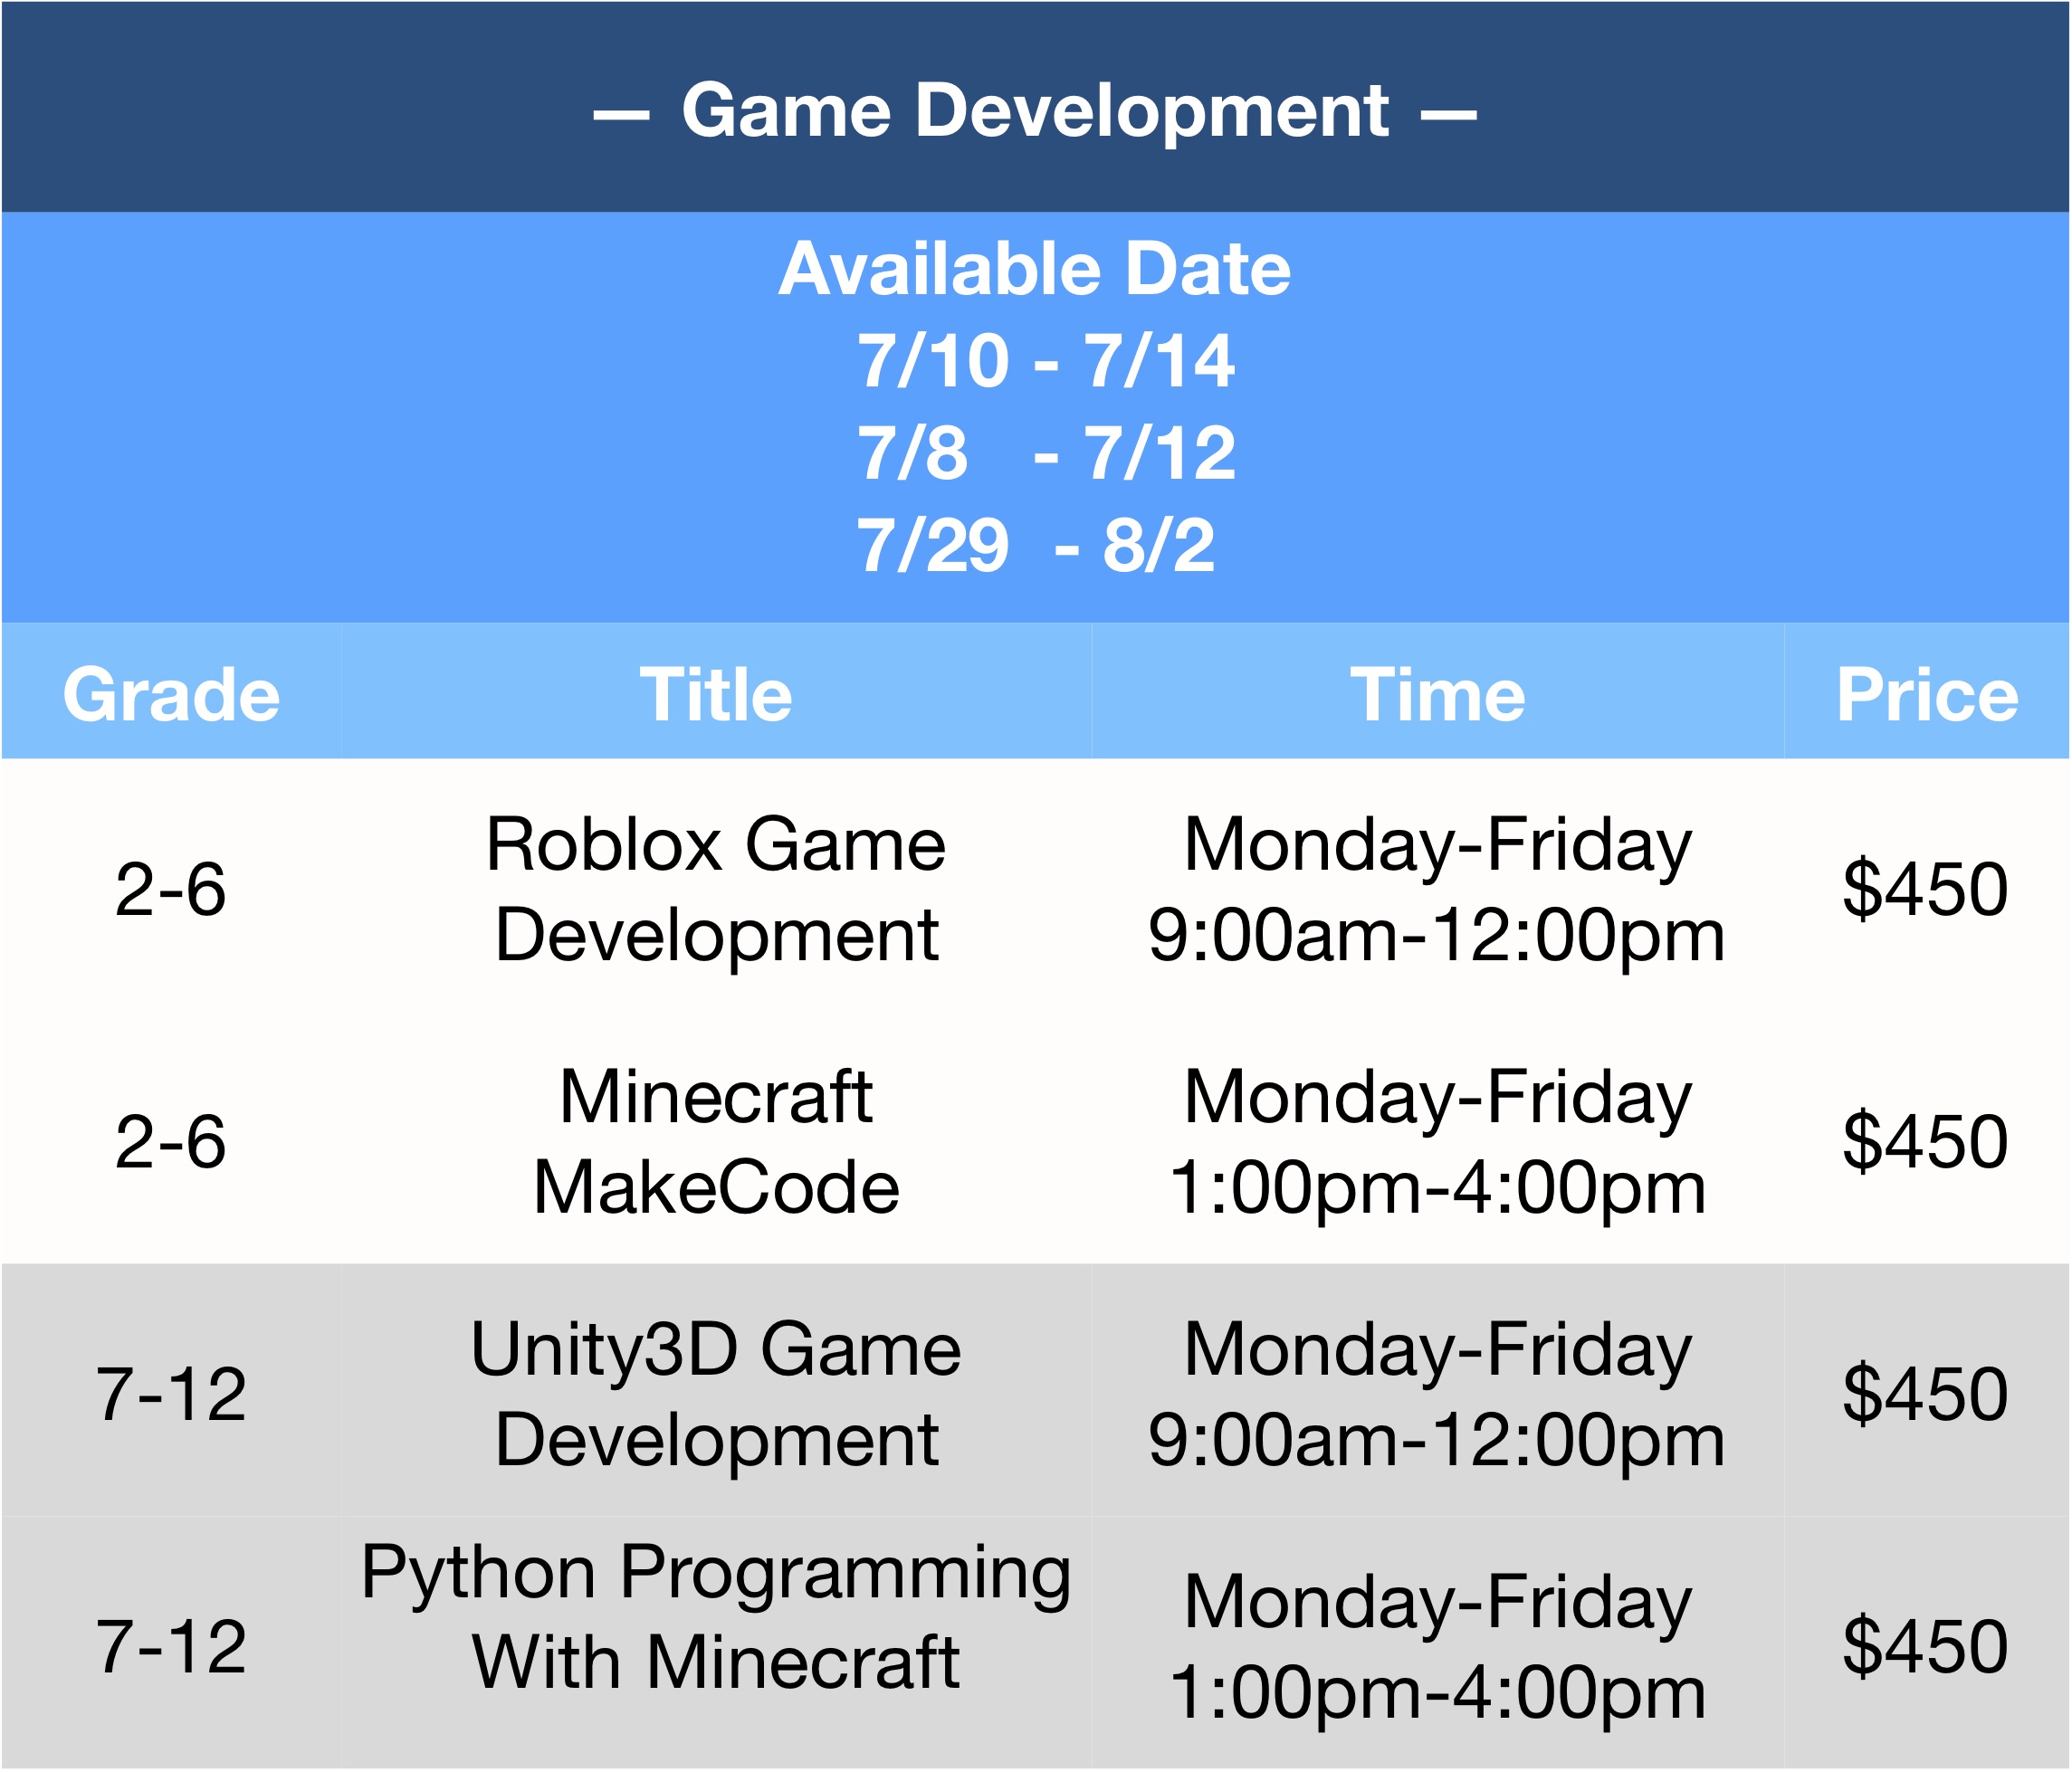 — Game Development —
Available Date
7/10 - 7/14
7/8 - 7/12
7/29 - 8/2
Grade Title Time Price
2-6
Roblox Game
Development
Monday-Friday
9:00am-12:00pm
$450
2-6
Minecraft
MakeCode
Monday-Friday
1:00pm-4:00pm
$450
7-12
Unity3D Game
Development
Monday-Friday
9:00am-12:00pm
$450
7-12
Python Programming
With Minecraft
Monday-Friday
1:00pm-4:00pm
$450